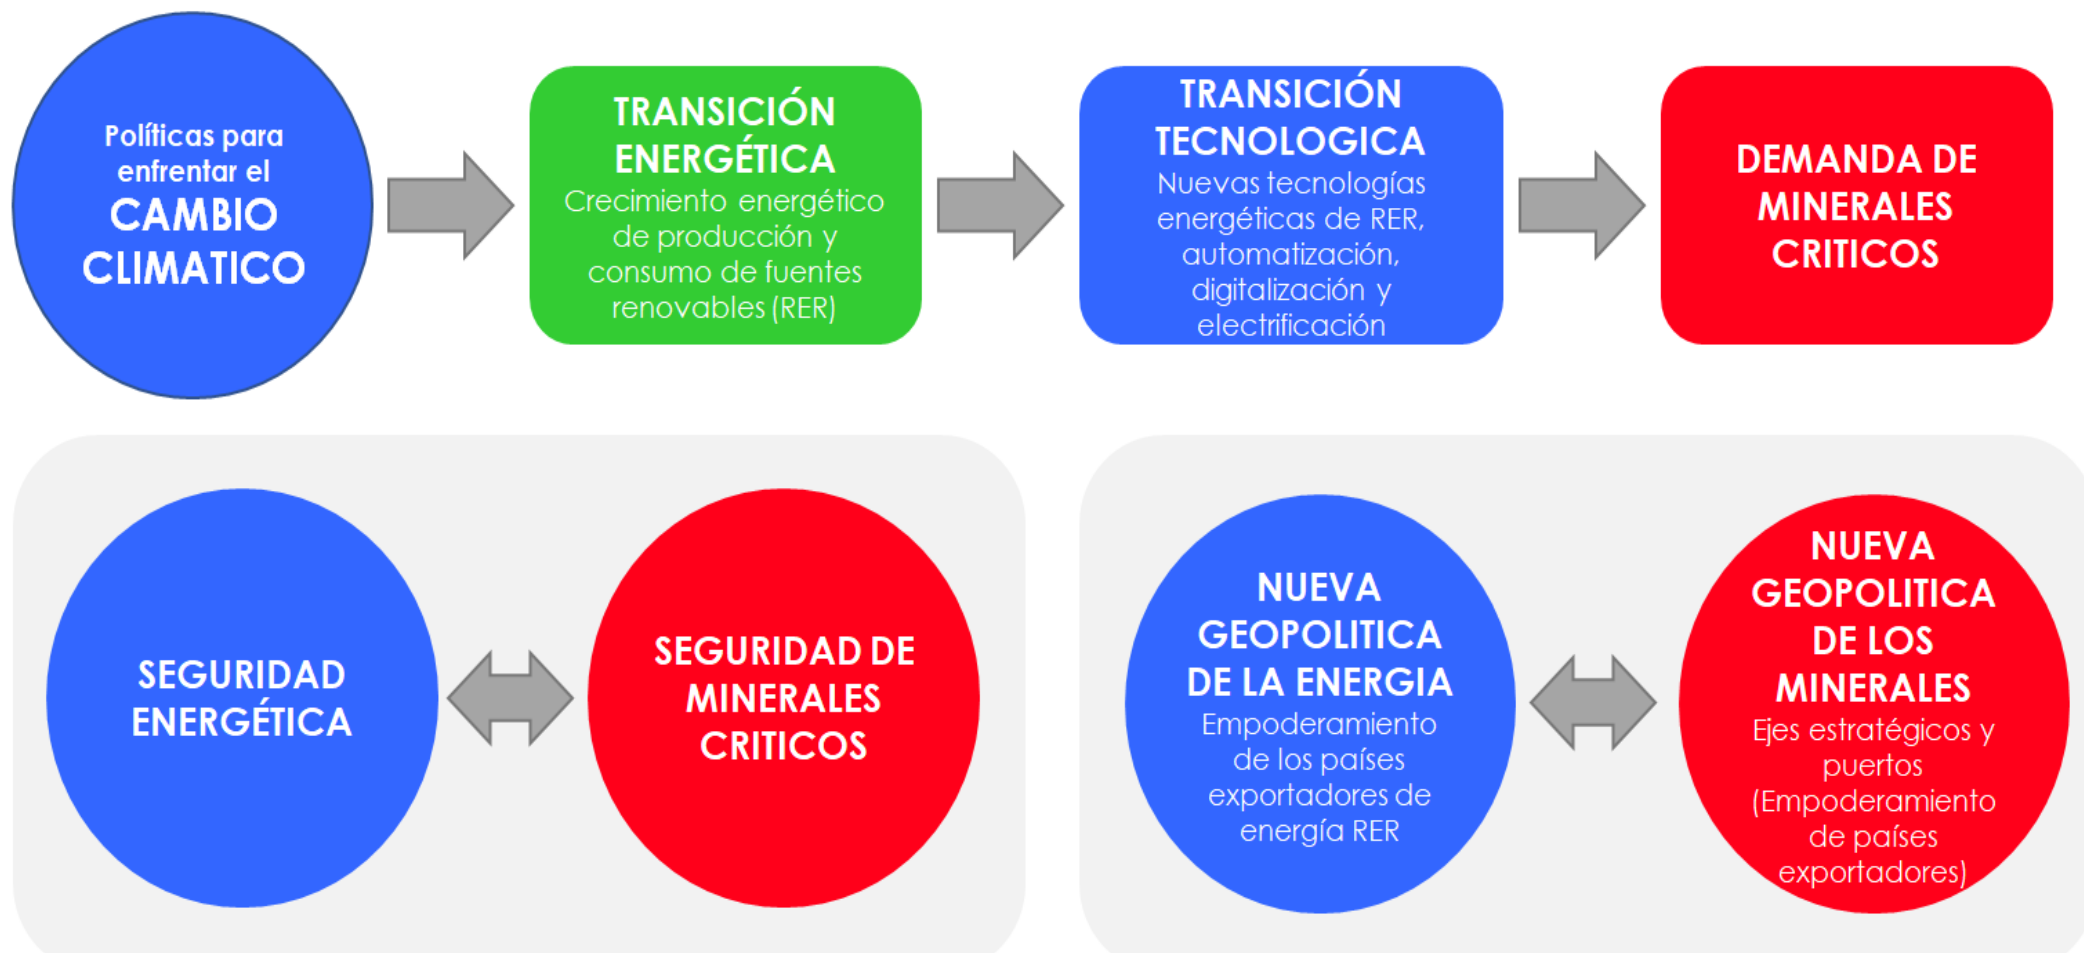 Políticas para
enfrentar el
CAMBIO
CLIMATICO
TRANSICIÓN
ENERGÉTICA
Crecimiento energético
de producción y
consumo de fuentes
renovables (RER)
TRANSICIÓN
TECNOLOGICA
Nuevas tecnologías
energéticas de RER,
automatización,
digitalización y
electrificación
DEMANDA DE
MINERALES
CRITICOS
SEGURIDAD
ENERGÉTICA
SEGURIDAD DE
MINERALES
CRITICOS
NUEVA
GEOPOLITICA
DE LA ENERGIA
Empoderamiento
de los países
exportadores de
energía RER
NUEVA
GEOPOLITICA
DE LOS
MINERALES
Ejes estratégicos y
puertos
(Empoderamiento
de países
exportadores)